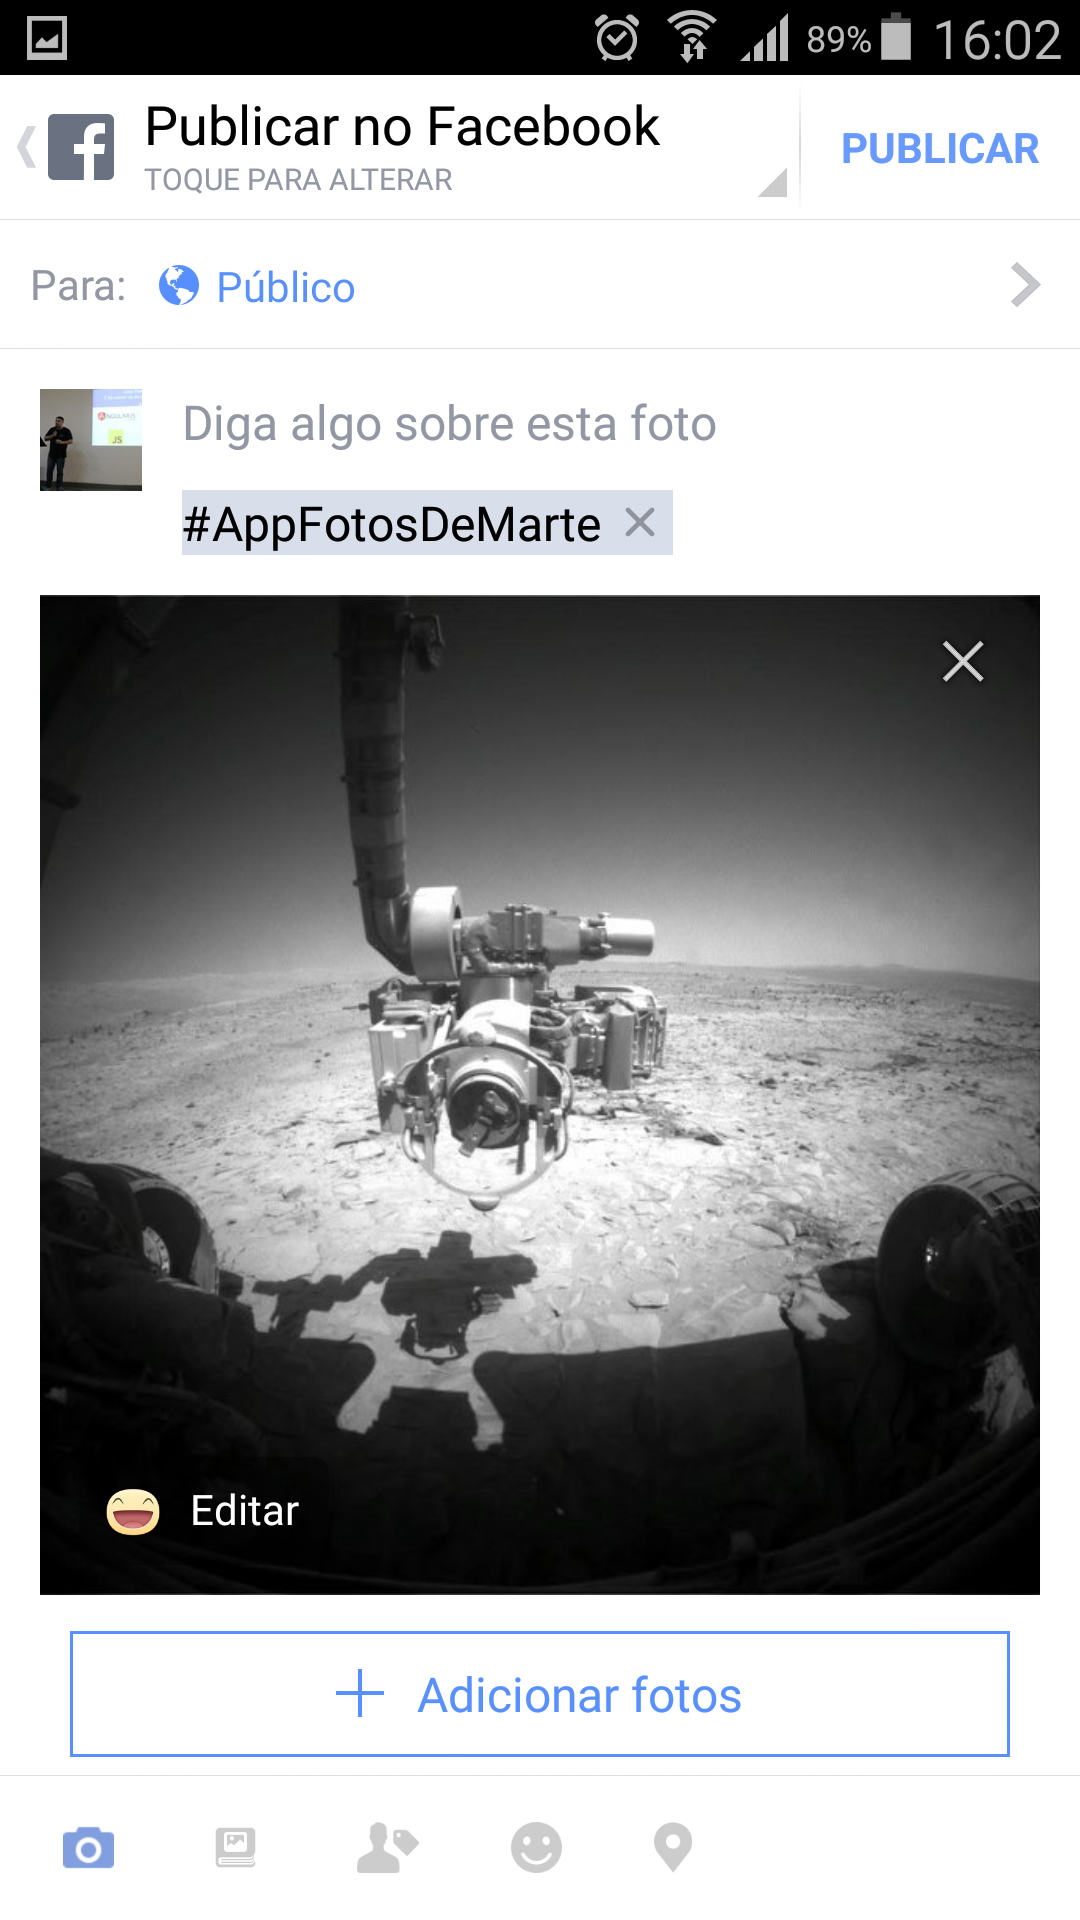 89% 16:02
Publicar no Facebook
TOQUE PARA ALTERAR
PUBLICAR
Para: Público
Diga algo sobre esta foto
#AppFotosDeMarte
Editar
Adicionar fotos